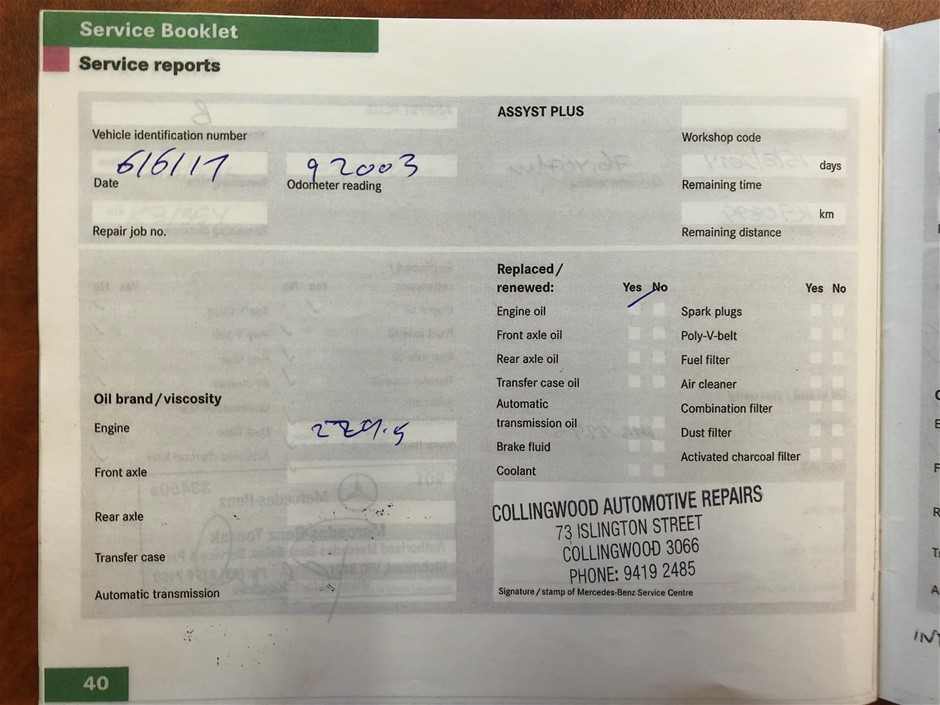 Service Booklet
Service reports
ASSYST PLUS
Vehicle identification number
Workshop code
6/6/17
92003
days
Date
Odometer reading
Remaining time
km
Repair job no.
Remaining distance
Replaced/
renewed:
Yes No
Yes No
Engine oil
Spark plugs
Front axle oil
Poly-V-belt
Rear axle oil
Fuel filter
Transfer case oil
Air cleaner
Automatic
transmission oil
Combination filter
Brake fluid
Dust filter
Coolant
Activated charcoal filter
Oil brand/viscosity
Engine
229.5
Front axle
Rear axle
Transfer case
Automatic transmission
COLLINGWOOD AUTOMOTIVE REPAIRS
73 ISLINGTON STREET
COLLINGWOOD 3066
PHONE: 9419 2485
Signature/stamp of Mercedes-Benz Service Centre
40